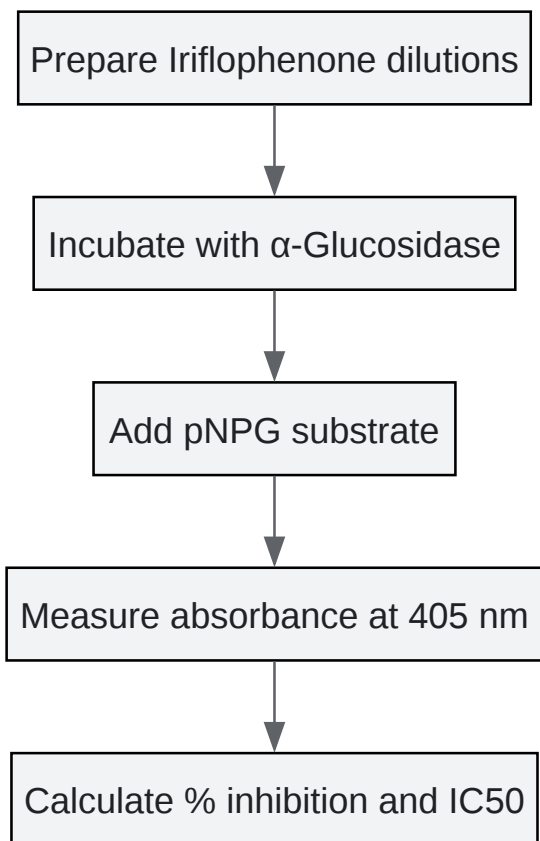 Prepare Iriflophenone dilutions
Incubate with α-Glucosidase
Add pNPG substrate
Measure absorbance at 405 nm
Calculate % inhibition and IC50